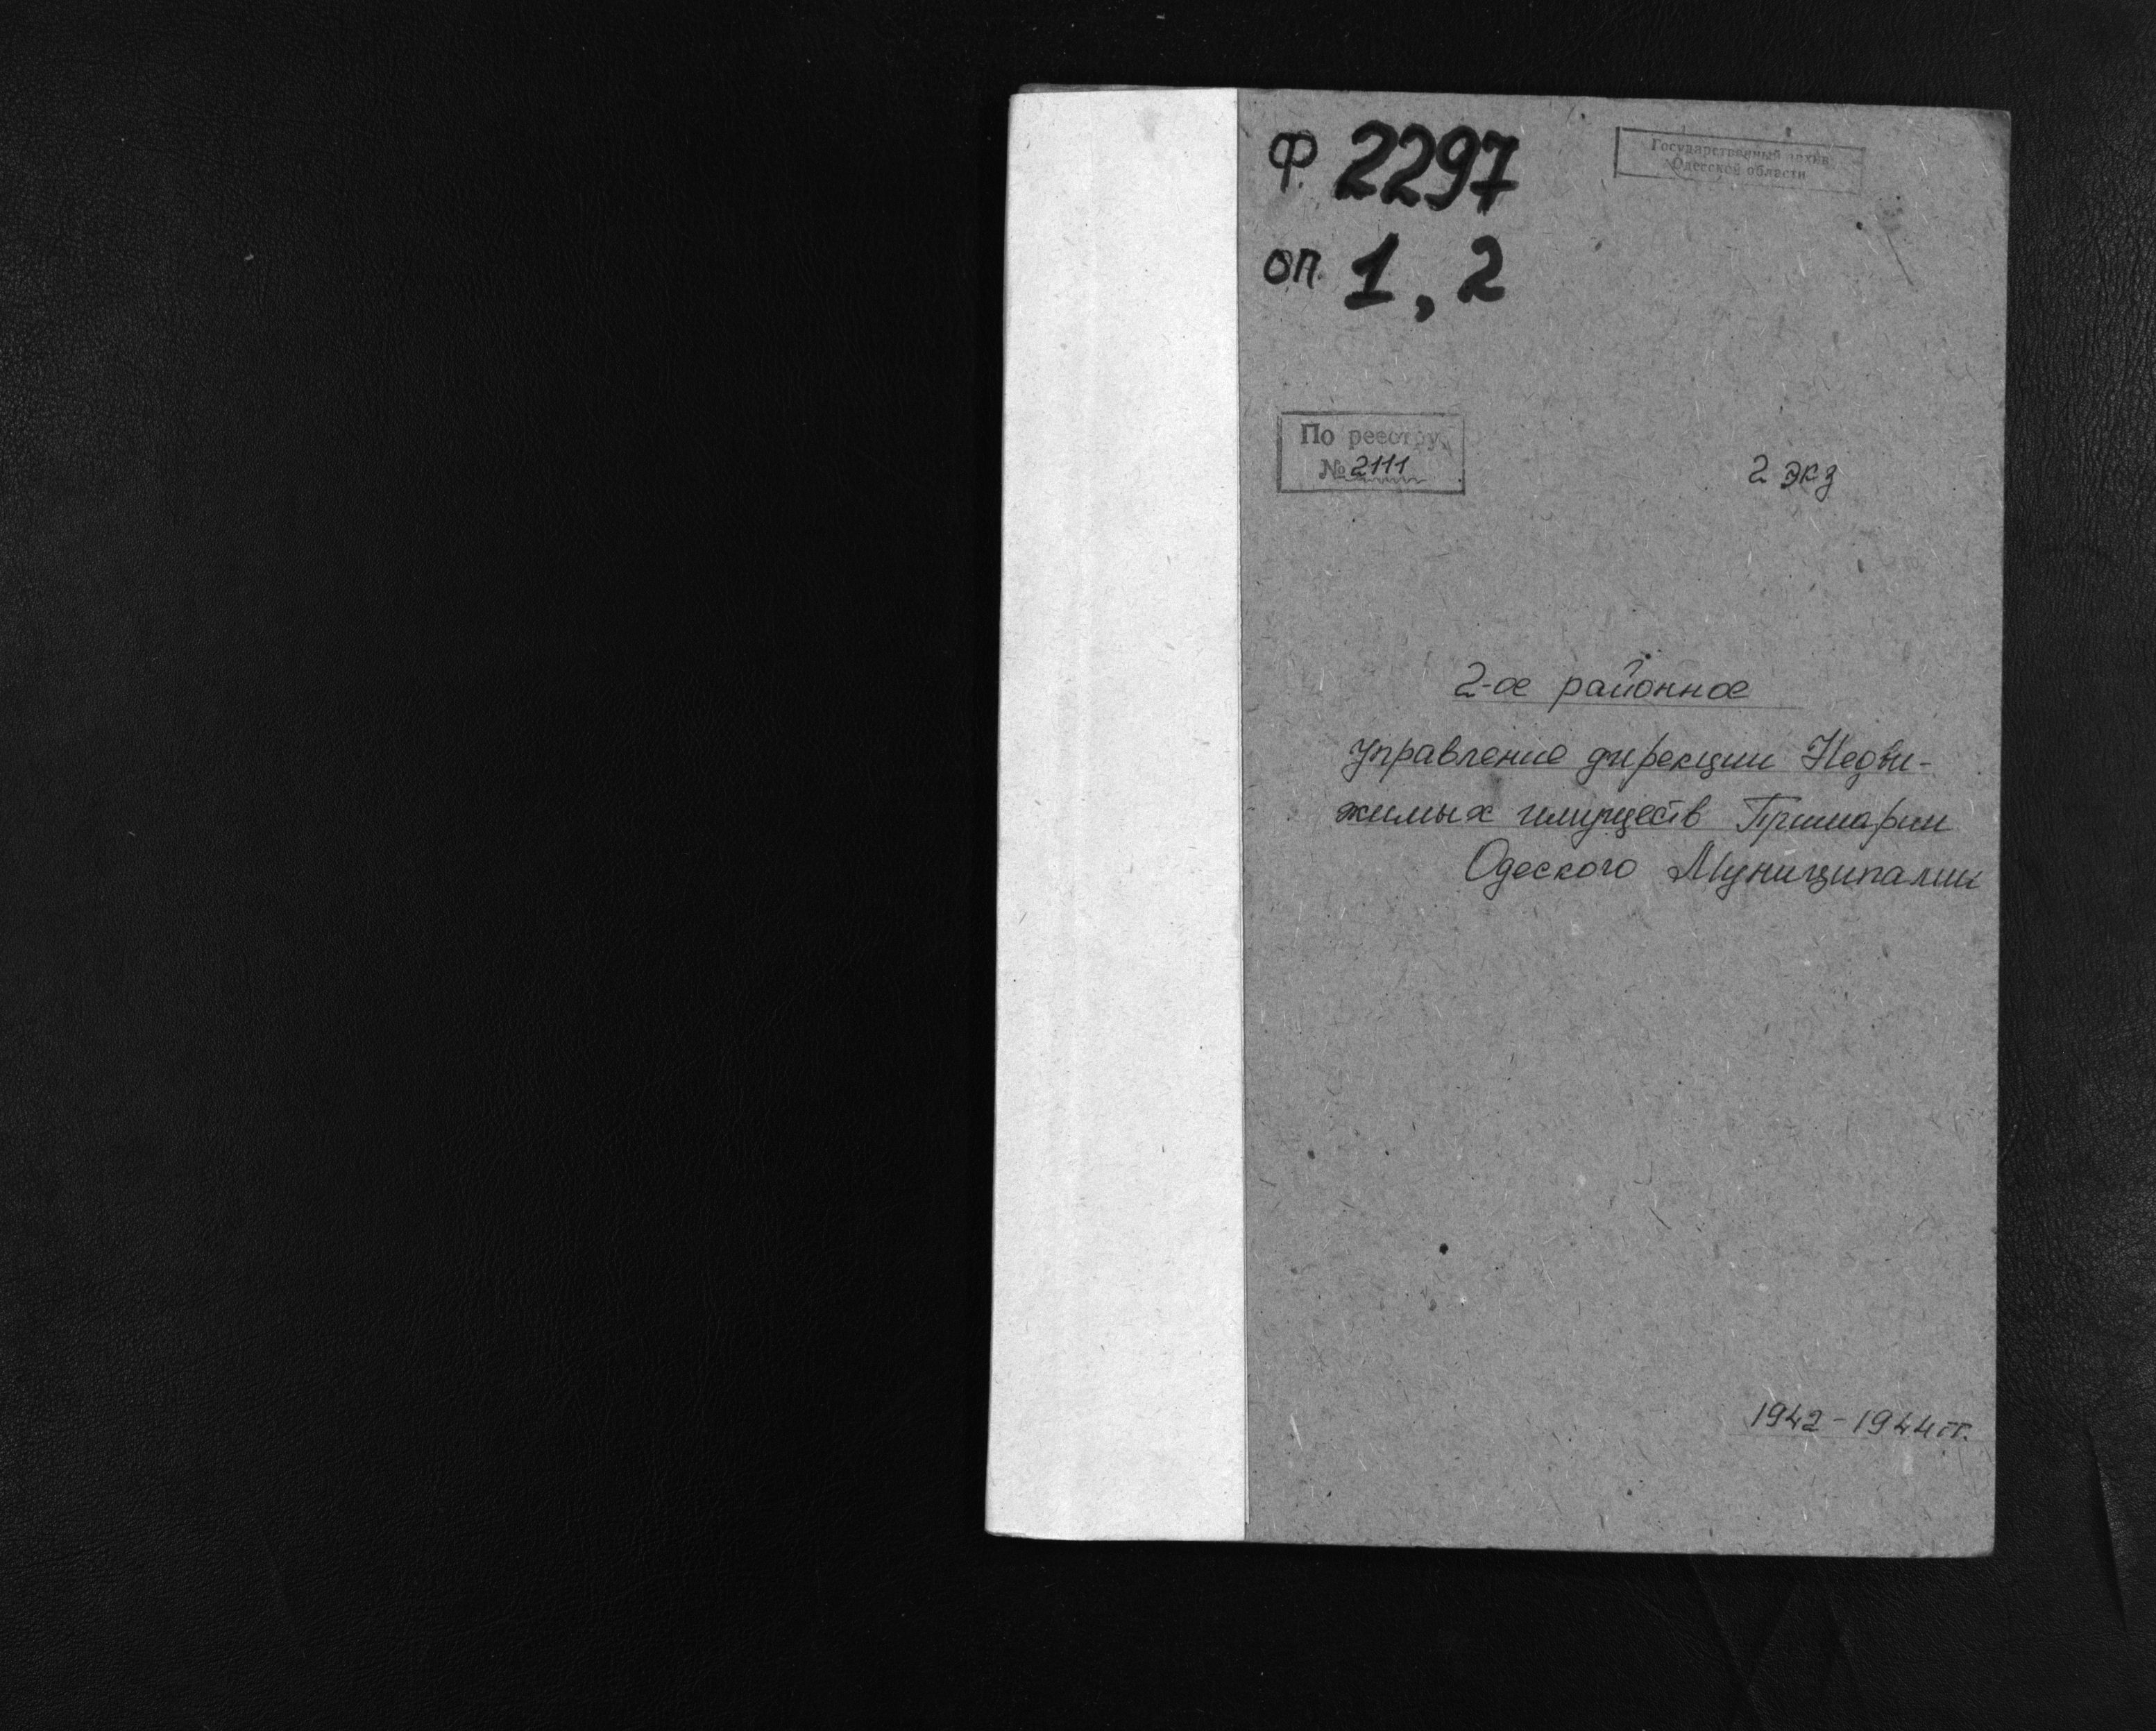 Ф. 2297
Государственный архив
Одесской области
оп. 1, 2
По реестру
№ 2111
2 экз
2-ое районное
управление дирекции Недви-
жимых имуществ Примарии
Одеского Муниципалии
1942-1944 гг.